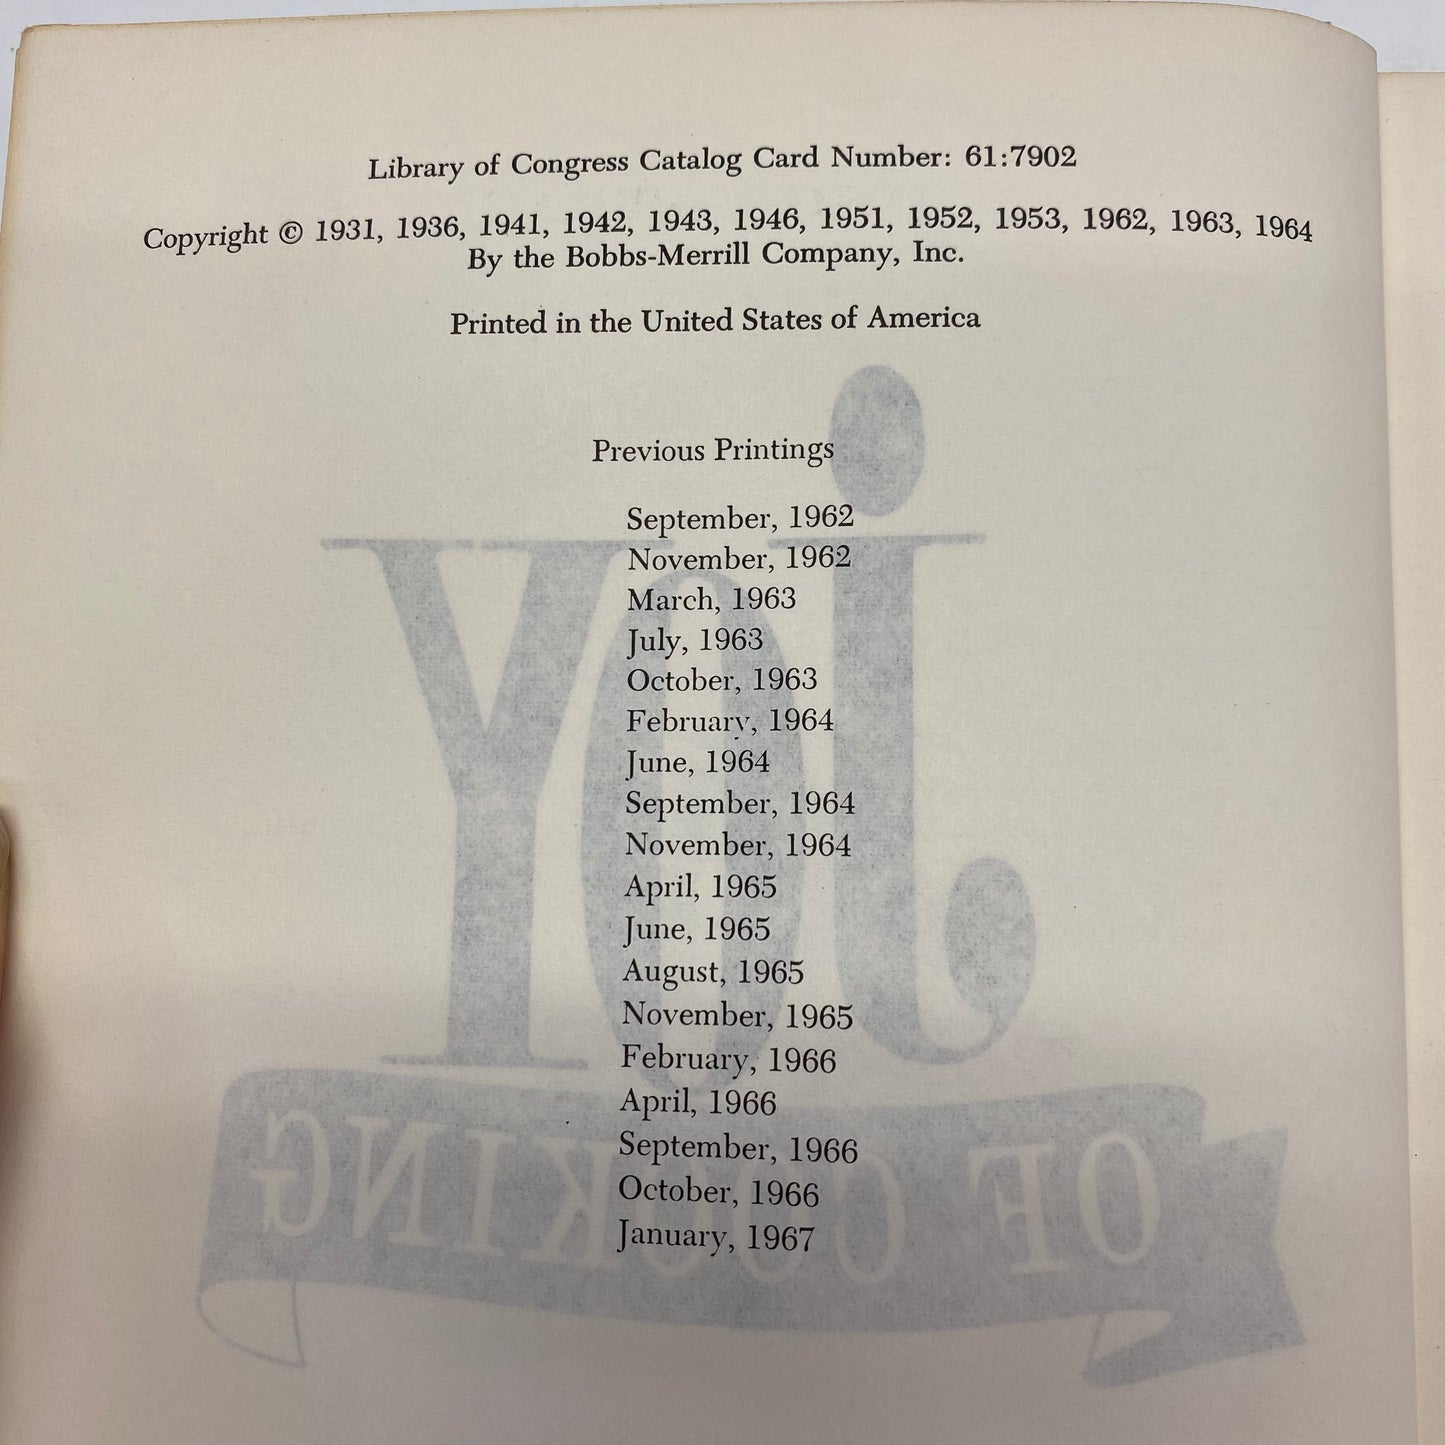 Library of Congress Catalog Card Number: 61:7902
Copyright © 1931, 1936, 1941, 1942, 1943, 1946, 1951, 1952, 1953, 1962, 1963, 1964
By the Bobbs-Merrill Company, Inc.
Printed in the United States of America
Previous Printings
September, 1962
November, 1962
March, 1963
July, 1963
October, 1963
February, 1964
June, 1964
September, 1964
November, 1964
April, 1965
June, 1965
August, 1965
November, 1965
February, 1966
April, 1966
September, 1966
October, 1966
January, 1967
JOY
OF COOKING